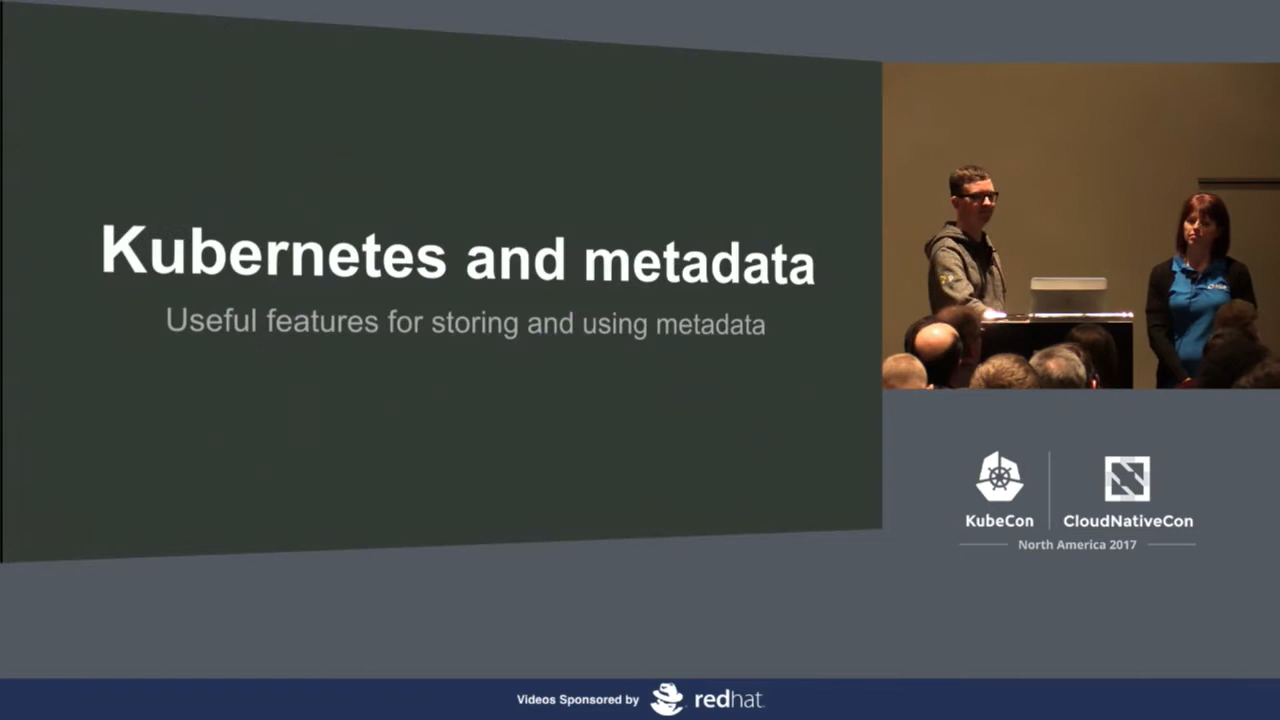 Kubernetes and metadata
Useful features for storing and using metadata
KubeCon
CloudNativeCon
North America 2017
Videos Sponsored by redhat.